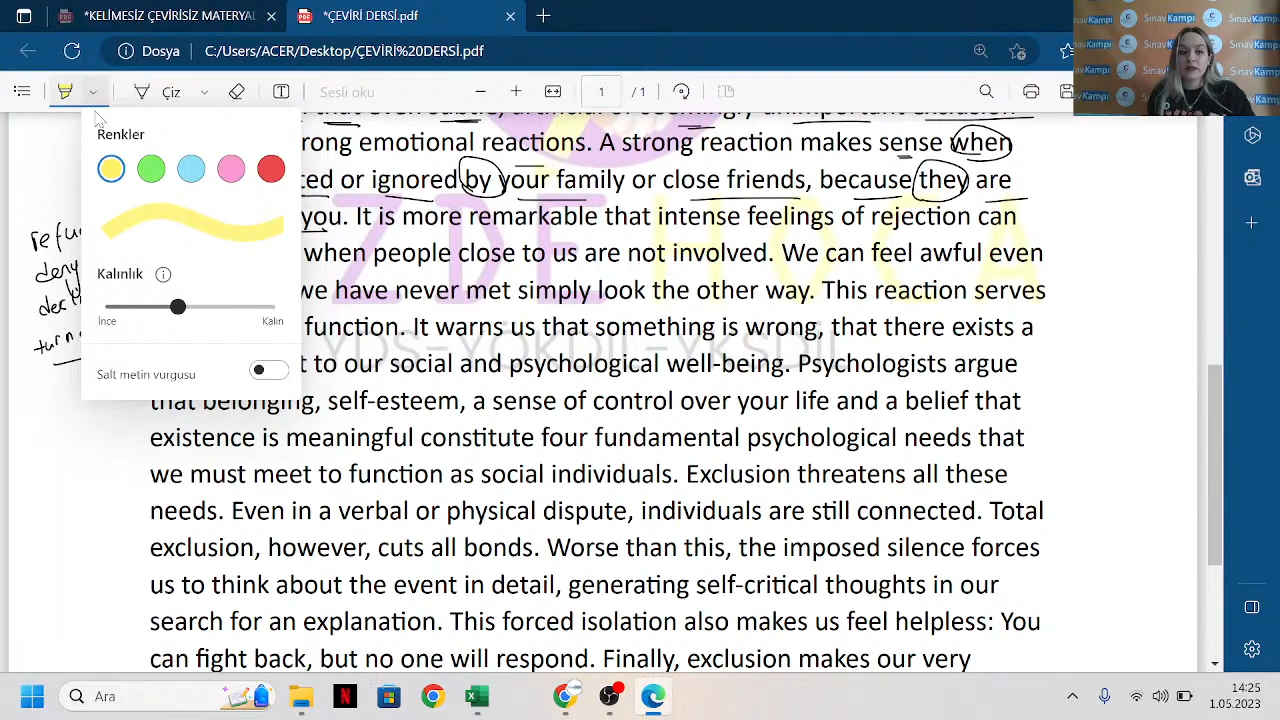 *KELİMESİZ ÇEVİRİSİZ MATERYAL
*ÇEVİRİ DERSİ.pdf
Dosya
C:/Users/ACER/Desktop/ÇEVİRİ%20DERSİ.pdf
SınavKampı
Çiz
Sesli oku
1 / 1
Renkler
Kalınlık
İnce
Kalın
Salt metin vurgusu
rong emotional reactions. A strong reaction makes sense when
ted or ignored by your family or close friends, because they are
you. It is more remarkable that intense feelings of rejection can
when people close to us are not involved. We can feel awful even
we have never met simply look the other way. This reaction serves
function. It warns us that something is wrong, that there exists a
t to our social and psychological well-being. Psychologists argue
that belonging, self-esteem, a sense of control over your life and a belief that
existence is meaningful constitute four fundamental psychological needs that
we must meet to function as social individuals. Exclusion threatens all these
needs. Even in a verbal or physical dispute, individuals are still connected. Total
exclusion, however, cuts all bonds. Worse than this, the imposed silence forces
us to think about the event in detail, generating self-critical thoughts in our
search for an explanation. This forced isolation also makes us feel helpless: You
can fight back, but no one will respond. Finally, exclusion makes our very
ZDE HOCA
YDS-YÖKDİL-YKSDİL
Ara
14:25
1.05.2023